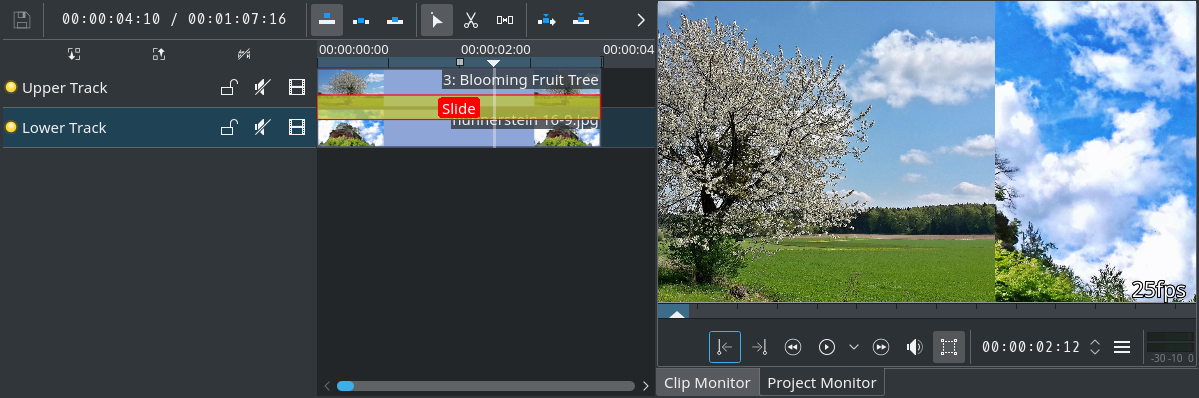 00:00:04:10 / 00:01:07:16
00:00:00:00 00:00:02:00 00:00:04
Upper Track
3: Blooming Fruit Tree
Slide
Lower Track
nunnerstein 16-9.jpg
25fps
00:00:02:12
-30 -10 0
Clip Monitor Project Monitor